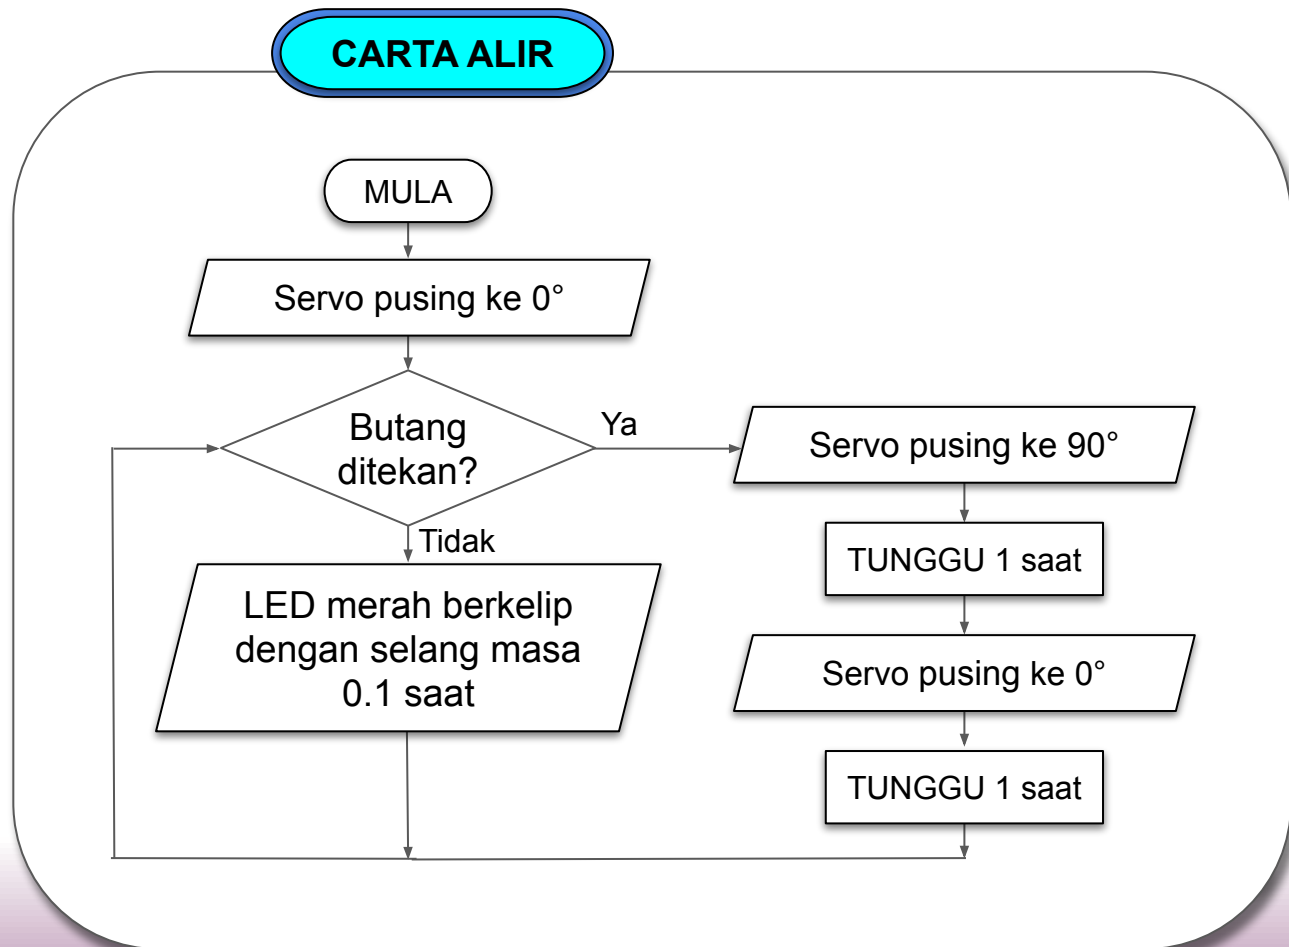 CARTA ALIR
MULA
Servo pusing ke 0°
Butang
ditekan?
Ya
Tidak
LED merah berkelip
dengan selang masa
0.1 saat
Servo pusing ke 90°
TUNGGU 1 saat
Servo pusing ke 0°
TUNGGU 1 saat